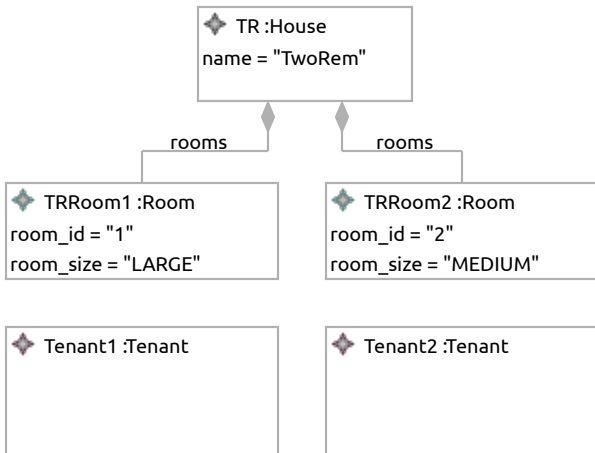 TR :House
name = "TwoRem"
rooms rooms
TRRoom1 :Room
room_id = "1"
room_size = "LARGE"
TRRoom2 :Room
room_id = "2"
room_size = "MEDIUM"
Tenant1 :Tenant
Tenant2 :Tenant